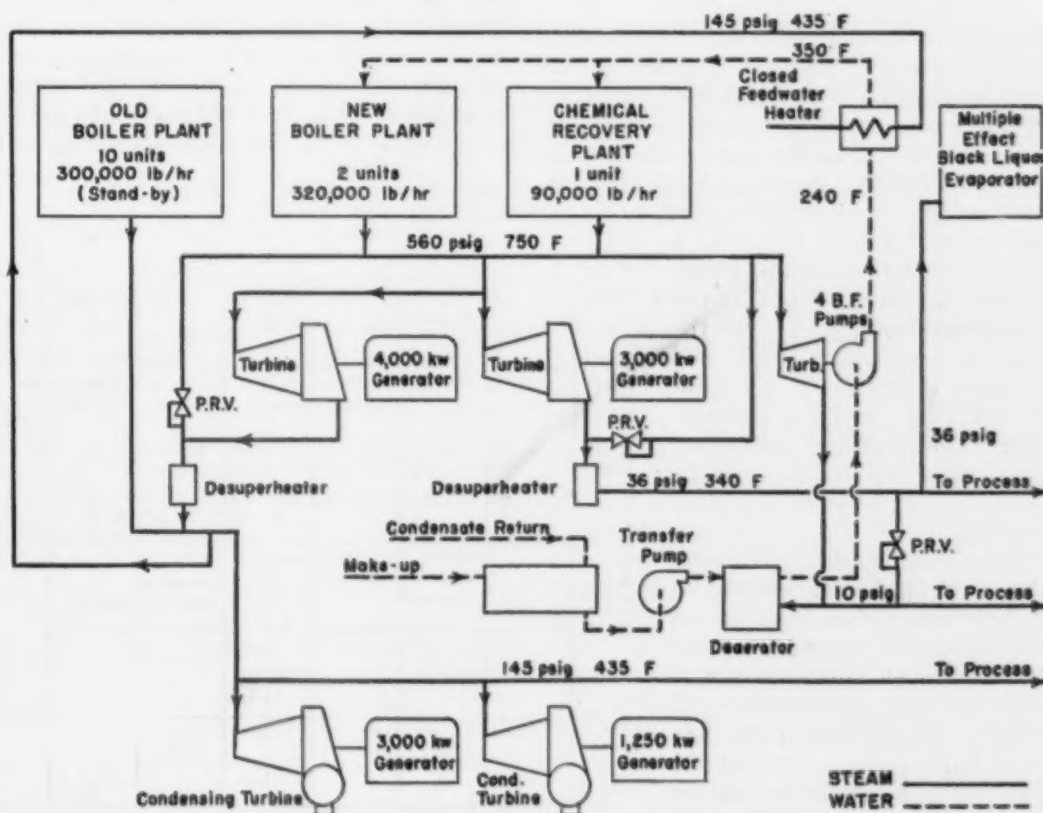 145 psig 435 F
350 F
OLD
BOILER PLANT
10 units
300,000 lb/hr
(Stand-by)
NEW
BOILER PLANT
2 units
320,000 lb/hr
CHEMICAL
RECOVERY
PLANT
1 unit
90,000 lb/hr
Closed
Feedwater
Heater
Multiple
Effect
Black Liquo
Evaporator
240 F
560 psig 750 F
4 B.F.
Pumps
Turbine
4,000 kw
Generator
Turbine
3,000 kw
Generator
Turb.
P.R.V.
P.R.V.
36 psig
Desuperheater
Desuperheater
36 psig 340 F
To Process
Condensate Return
Transfer
Pump
P.R.V.
Make-up
10 psig
To Process
Deaerator
145 psig 435 F
To Process
3,000 kw
Generator
1,250 kw
Generator
Condensing Turbine
Cond.
Turbine
STEAM
WATER